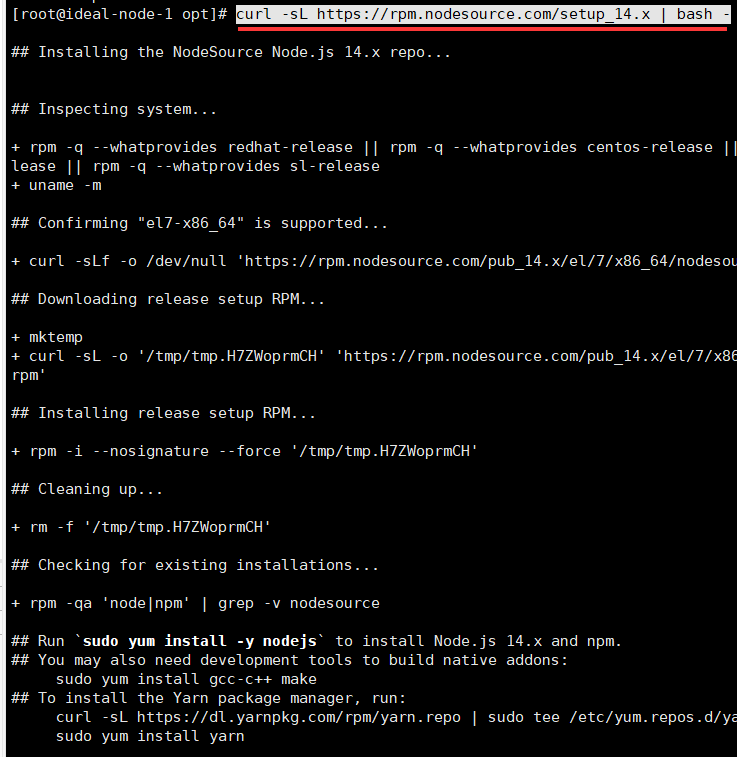 [root@ideal-node-1 opt]# curl -sL https://rpm.nodesource.com/setup_14.x | bash -
## Installing the NodeSource Node.js 14.x repo...
## Inspecting system...
+ rpm -q --whatprovides redhat-release || rpm -q --whatprovides centos-release ||
lease || rpm -q --whatprovides sl-release
+ uname -m
## Confirming "el7-x86_64" is supported...
+ curl -sLf -o /dev/null 'https://rpm.nodesource.com/pub_14.x/el/7/x86_64/nodesou
## Downloading release setup RPM...
+ mktemp
+ curl -sL -o '/tmp/tmp.H7ZWoprmCH' 'https://rpm.nodesource.com/pub_14.x/el/7/x86
rpm'
## Installing release setup RPM...
+ rpm -i --nosignature --force '/tmp/tmp.H7ZWoprmCH'
## Cleaning up...
+ rm -f '/tmp/tmp.H7ZWoprmCH'
## Checking for existing installations...
+ rpm -qa 'node|npm' | grep -v nodesource
## Run `sudo yum install -y nodejs` to install Node.js 14.x and npm.
## You may also need development tools to build native addons:
     sudo yum install gcc-c++ make
## To install the Yarn package manager, run:
     curl -sL https://dl.yarnpkg.com/rpm/yarn.repo | sudo tee /etc/yum.repos.d/ya
     sudo yum install yarn